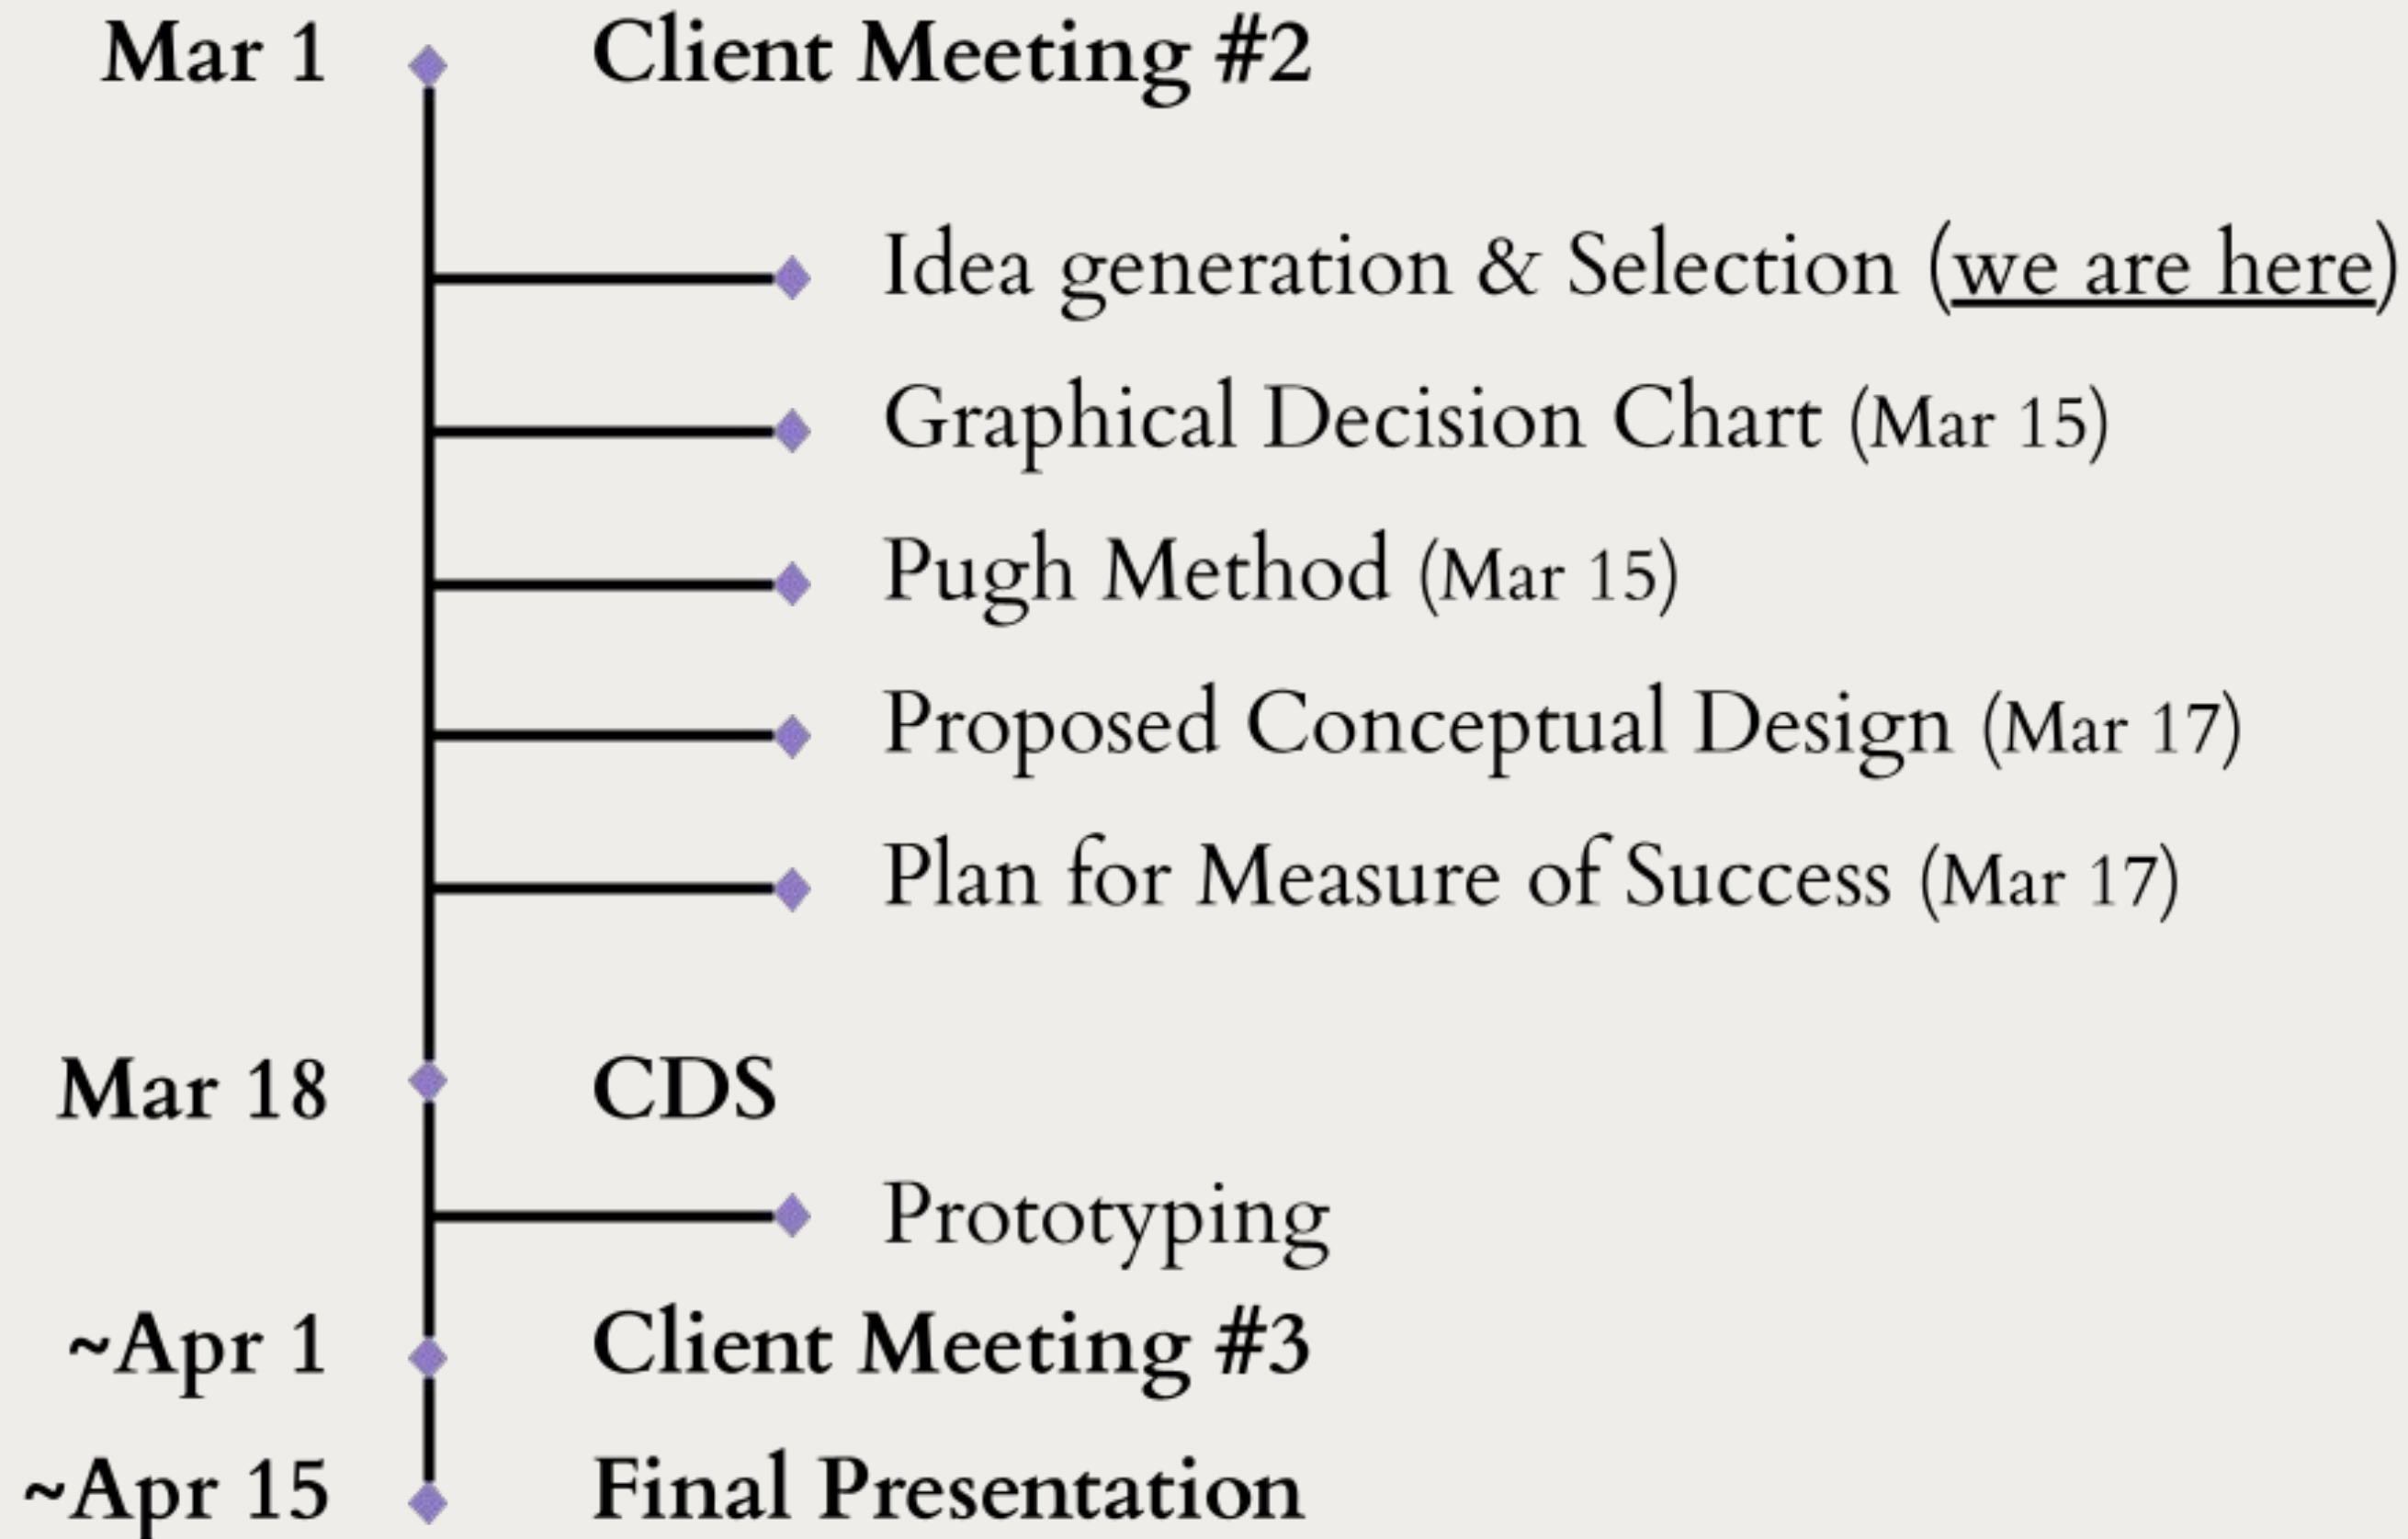 Mar 1 Client Meeting #2
Idea generation & Selection (we are here)
Graphical Decision Chart (Mar 15)
Pugh Method (Mar 15)
Proposed Conceptual Design (Mar 17)
Plan for Measure of Success (Mar 17)
Mar 18 CDS
Prototyping
~Apr 1 Client Meeting #3
~Apr 15 Final Presentation